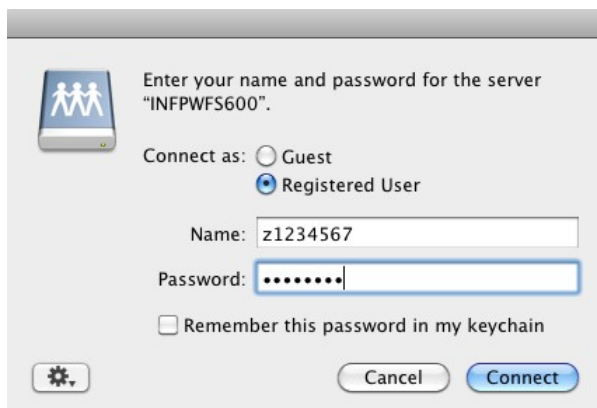 Enter your name and password for the server
“INFPWFS600”.
Connect as: Guest
Registered User
Name: z1234567
Password: ••••••••
Remember this password in my keychain
Cancel Connect